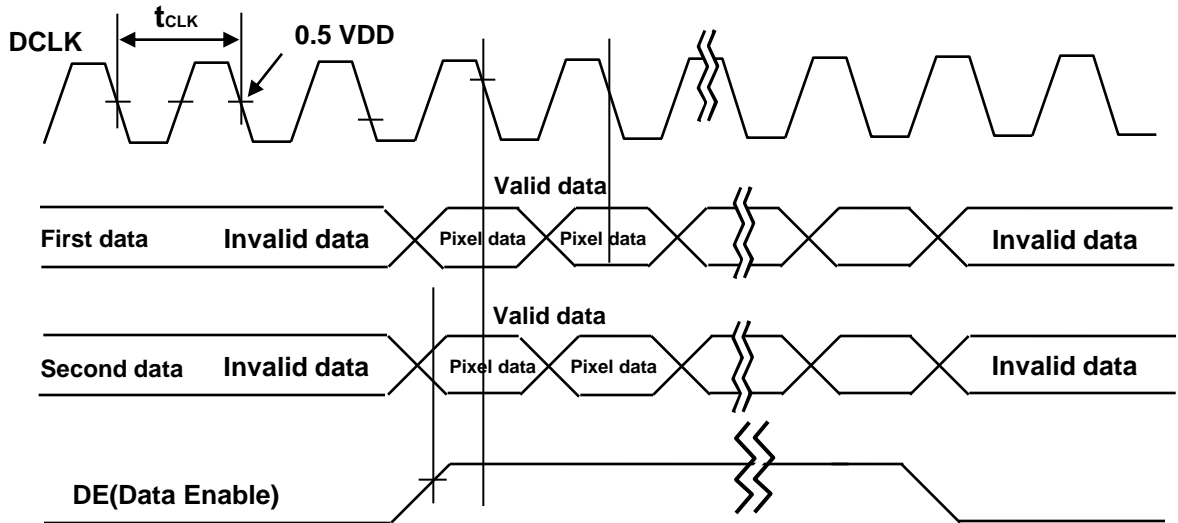 tCLK
DCLK
0.5 VDD
Valid data
First data
Invalid data
Pixel data
Pixel data
Invalid data
Valid data
Second data
Invalid data
Pixel data
Pixel data
Invalid data
DE(Data Enable)